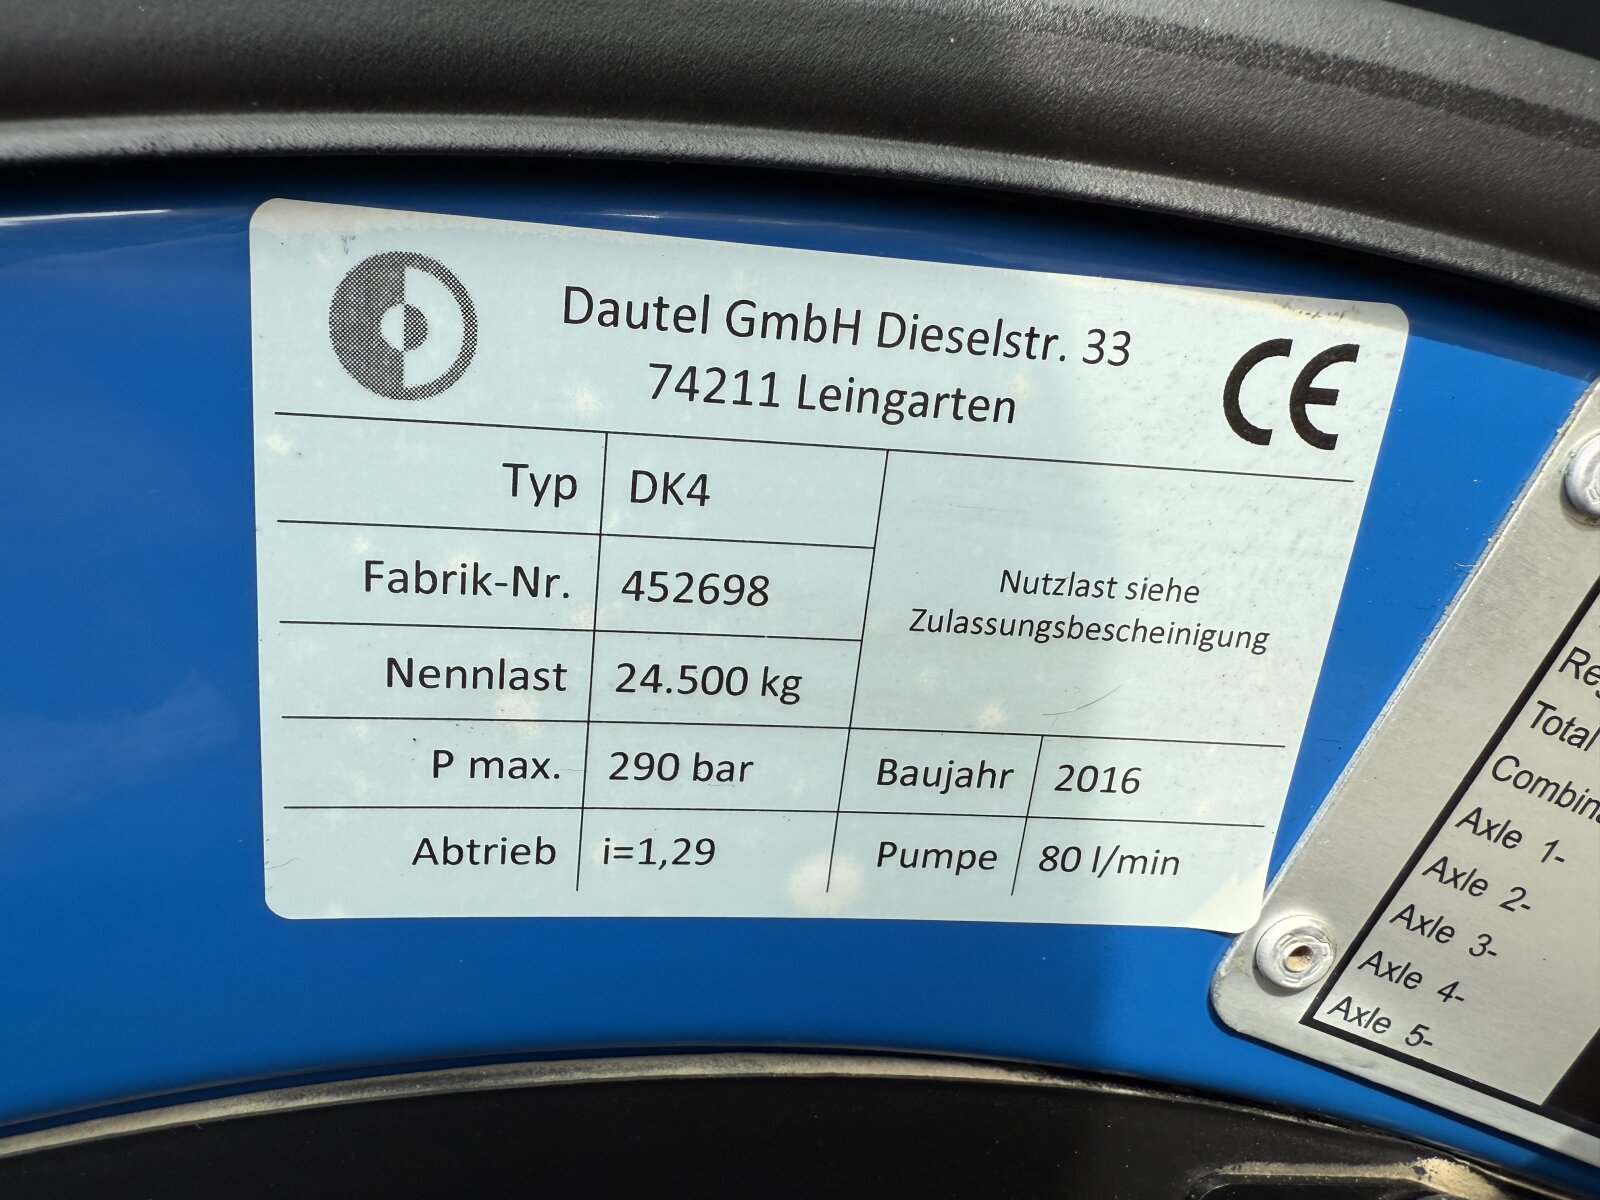 Dautel GmbH Dieselstr. 33
74211 Leingarten
CE
Typ DK4
Fabrik-Nr. 452698
Nennlast 24.500 kg
Nutzlast siehe
Zulassungsbescheinigung
P max. 290 bar Baujahr 2016
Abtrieb i=1,29 Pumpe 80 l/min
Total
Axle 1-
Axle 2-
Axle 3-
Axle 4-
Axle 5-